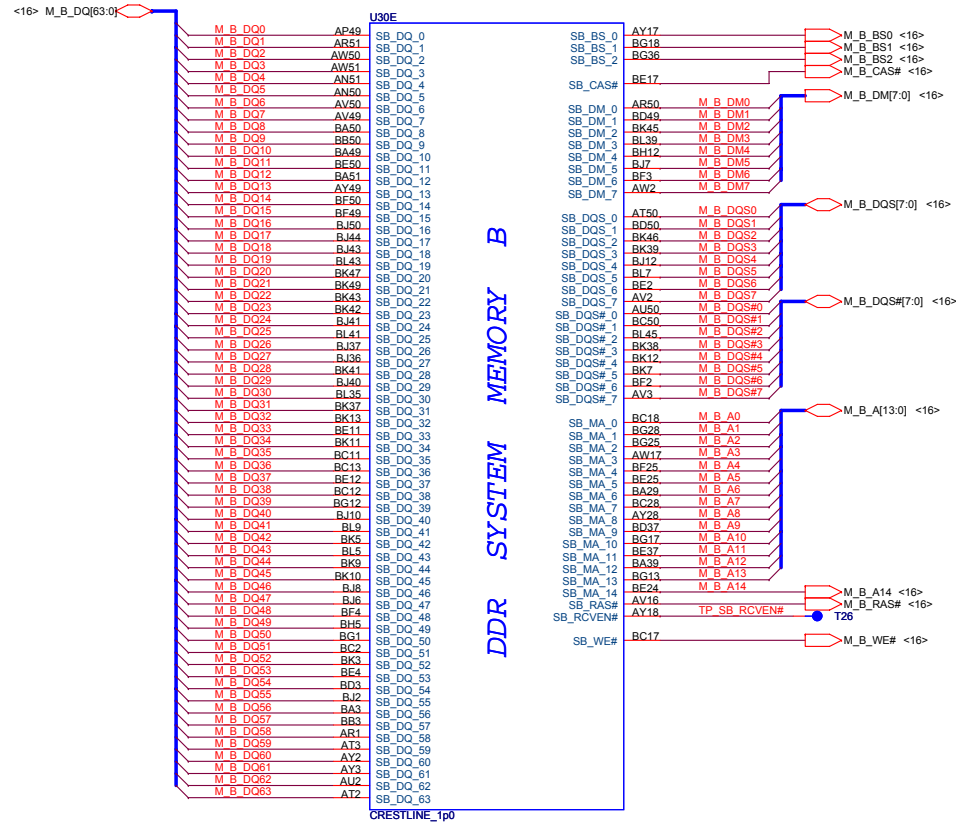 <16> M_B_DQ[63:0]
U30E
M_B_DQ0 AP49 SB_DQ_0
M_B_DQ1 AR51 SB_DQ_1
M_B_DQ2 AW50 SB_DQ_2
M_B_DQ3 AW51 SB_DQ_3
M_B_DQ4 AN51 SB_DQ_4
M_B_DQ5 AN50 SB_DQ_5
M_B_DQ6 AV50 SB_DQ_6
M_B_DQ7 AV49 SB_DQ_7
M_B_DQ8 BA50 SB_DQ_8
M_B_DQ9 BB50 SB_DQ_9
M_B_DQ10 BA49 SB_DQ_10
M_B_DQ11 BE50 SB_DQ_11
M_B_DQ12 BA51 SB_DQ_12
M_B_DQ13 AY49 SB_DQ_13
M_B_DQ14 BF50 SB_DQ_14
M_B_DQ15 BF49 SB_DQ_15
M_B_DQ16 BJ50 SB_DQ_16
M_B_DQ17 BJ44 SB_DQ_17
M_B_DQ18 BJ43 SB_DQ_18
M_B_DQ19 BL43 SB_DQ_19
M_B_DQ20 BK47 SB_DQ_20
M_B_DQ21 BK49 SB_DQ_21
M_B_DQ22 BK43 SB_DQ_22
M_B_DQ23 BK42 SB_DQ_23
M_B_DQ24 BJ41 SB_DQ_24
M_B_DQ25 BL41 SB_DQ_25
M_B_DQ26 BJ37 SB_DQ_26
M_B_DQ27 BJ36 SB_DQ_27
M_B_DQ28 BK41 SB_DQ_28
M_B_DQ29 BJ40 SB_DQ_29
M_B_DQ30 BL35 SB_DQ_30
M_B_DQ31 BK37 SB_DQ_31
M_B_DQ32 BK13 SB_DQ_32
M_B_DQ33 BE11 SB_DQ_33
M_B_DQ34 BK11 SB_DQ_34
M_B_DQ35 BC11 SB_DQ_35
M_B_DQ36 BC13 SB_DQ_36
M_B_DQ37 BE12 SB_DQ_37
M_B_DQ38 BC12 SB_DQ_38
M_B_DQ39 BG12 SB_DQ_39
M_B_DQ40 BJ10 SB_DQ_40
M_B_DQ41 BL9 SB_DQ_41
M_B_DQ42 BK5 SB_DQ_42
M_B_DQ43 BL5 SB_DQ_43
M_B_DQ44 BK9 SB_DQ_44
M_B_DQ45 BK10 SB_DQ_45
M_B_DQ46 BJ8 SB_DQ_46
M_B_DQ47 BJ6 SB_DQ_47
M_B_DQ48 BF4 SB_DQ_48
M_B_DQ49 BH5 SB_DQ_49
M_B_DQ50 BG1 SB_DQ_50
M_B_DQ51 BC2 SB_DQ_51
M_B_DQ52 BK3 SB_DQ_52
M_B_DQ53 BE4 SB_DQ_53
M_B_DQ54 BD3 SB_DQ_54
M_B_DQ55 BJ2 SB_DQ_55
M_B_DQ56 BA3 SB_DQ_56
M_B_DQ57 BB3 SB_DQ_57
M_B_DQ58 AR1 SB_DQ_58
M_B_DQ59 AT3 SB_DQ_59
M_B_DQ60 AY2 SB_DQ_60
M_B_DQ61 AY3 SB_DQ_61
M_B_DQ62 AU2 SB_DQ_62
M_B_DQ63 AT2 SB_DQ_63
DDR SYSTEM MEMORY B
SB_BS_0 AY17 M_B_BS0 <16>
SB_BS_1 BG18 M_B_BS1 <16>
SB_BS_2 BG36 M_B_BS2 <16>
SB_CAS# BE17 M_B_CAS# <16>
M_B_DM[7:0] <16>
SB_DM_0 AR50 M_B_DM0
SB_DM_1 BD49 M_B_DM1
SB_DM_2 BK45 M_B_DM2
SB_DM_3 BL39 M_B_DM3
SB_DM_4 BH12 M_B_DM4
SB_DM_5 BJ7 M_B_DM5
SB_DM_6 BF3 M_B_DM6
SB_DM_7 AW2 M_B_DM7
M_B_DQS[7:0] <16>
SB_DQS_0 AT50 M_B_DQS0
SB_DQS_1 BD50 M_B_DQS1
SB_DQS_2 BK46 M_B_DQS2
SB_DQS_3 BK39 M_B_DQS3
SB_DQS_4 BJ12 M_B_DQS4
SB_DQS_5 BL7 M_B_DQS5
SB_DQS_6 BE2 M_B_DQS6
SB_DQS_7 AV2 M_B_DQS7
M_B_DQS#[7:0] <16>
SB_DQS#_0 AU50 M_B_DQS#0
SB_DQS#_1 BC50 M_B_DQS#1
SB_DQS#_2 BL45 M_B_DQS#2
SB_DQS#_3 BK38 M_B_DQS#3
SB_DQS#_4 BK12 M_B_DQS#4
SB_DQS#_5 BK7 M_B_DQS#5
SB_DQS#_6 BF2 M_B_DQS#6
SB_DQS#_7 AV3 M_B_DQS#7
M_B_A[13:0] <16>
SB_MA_0 BC18 M_B_A0
SB_MA_1 BG28 M_B_A1
SB_MA_2 BG25 M_B_A2
SB_MA_3 AW17 M_B_A3
SB_MA_4 BF25 M_B_A4
SB_MA_5 BE25 M_B_A5
SB_MA_6 BA29 M_B_A6
SB_MA_7 BC28 M_B_A7
SB_MA_8 AY28 M_B_A8
SB_MA_9 BD37 M_B_A9
SB_MA_10 BG17 M_B_A10
SB_MA_11 BE37 M_B_A11
SB_MA_12 BA39 M_B_A12
SB_MA_13 BG13 M_B_A13
SB_MA_14 BE24 M_B_A14 M_B_A14 <16>
SB_RAS# AV16 M_B_RAS# <16>
SB_RCVEN# AY18 TP_SB_RCVEN# T26
SB_WE# BC17 M_B_WE# <16>
CRESTLINE_1p0